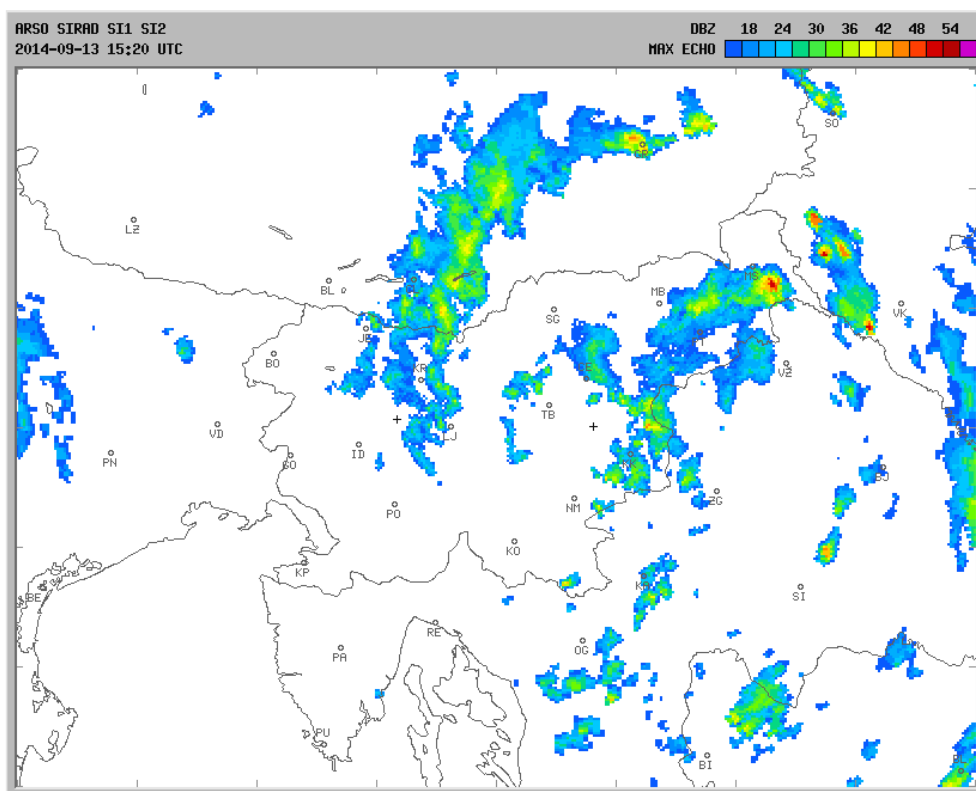 ARSO SIRAD SI1 SI2
DBZ 18 24 30 36 42 48 54
2014-09-13 15:20 UTC
MAX ECHO
SO
LZ
BL
MS
MB
SG
VK
BO
VZ
KR
TB
VD
LJ
ID
GO
PN
ZG
NM
PO
KO
KP
BE
SI
RE
OG
PA
PU
BI